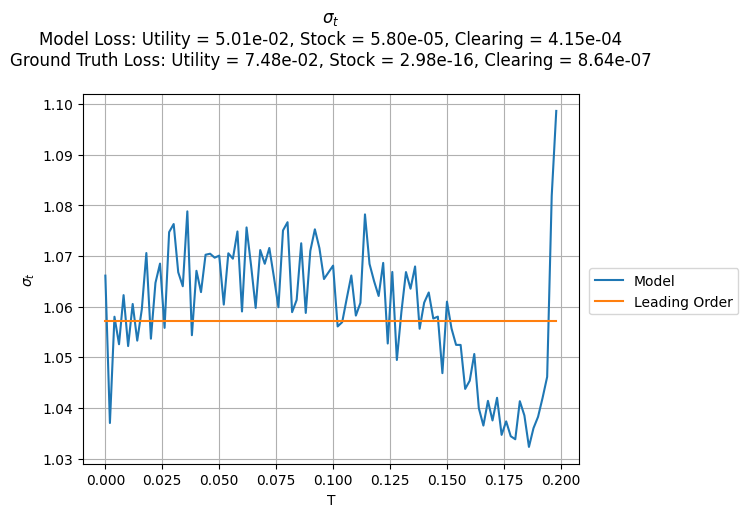 σₜ
Model Loss: Utility = 5.01e-02, Stock = 5.80e-05, Clearing = 4.15e-04
Ground Truth Loss: Utility = 7.48e-02, Stock = 2.98e-16, Clearing = 8.64e-07
1.10
1.09
1.08
1.07
1.06
1.05
1.04
1.03
σₜ
0.000
0.025
0.050
0.075
0.100
0.125
0.150
0.175
0.200
T
Model
Leading Order